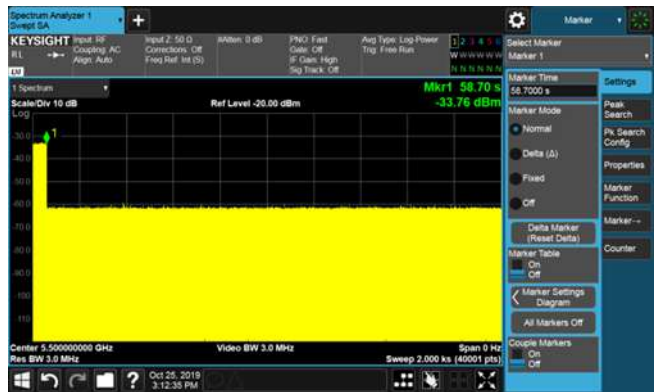 Spectrum Analyzer 1
Swept SA
Marker
KEYSIGHT
RL
Input: RF
Coupling: AC
Align: Auto
Input Z: 50 Ω
Corrections: Off
Freq Ref: Int (S)
#Atten: 0 dB
PNO: Fast
Gate: Off
IF Gain: High
Sig Track: Off
Avg Type: Log-Power
Trig: Free Run
1 2 3 4 5 6
W W W W W W
N N N N N N
Select Marker
Marker 1
1 Spectrum
Mkr1 58.70 s
Scale/Div 10 dB
Ref Level -20.00 dBm
-33.76 dBm
Log
1
-30.0
-40.0
-50.0
-60.0
-70.0
-80.0
-90.0
-100
-110
Center 5.500000000 GHz
Video BW 3.0 MHz
Span 0 Hz
Res BW 3.0 MHz
Sweep 2.000 ks (40001 pts)
Marker Time
58.7000 s
Marker Mode
Normal
Delta (Δ)
Fixed
Off
Delta Marker
(Reset Delta)
Marker Table
On
Off
Marker Settings
Diagram
All Markers Off
Couple Markers
On
Off
Settings
Peak
Search
Pk Search
Config
Properties
Marker
Function
Marker→
Counter
?
Oct 25, 2019
3:12:35 PM